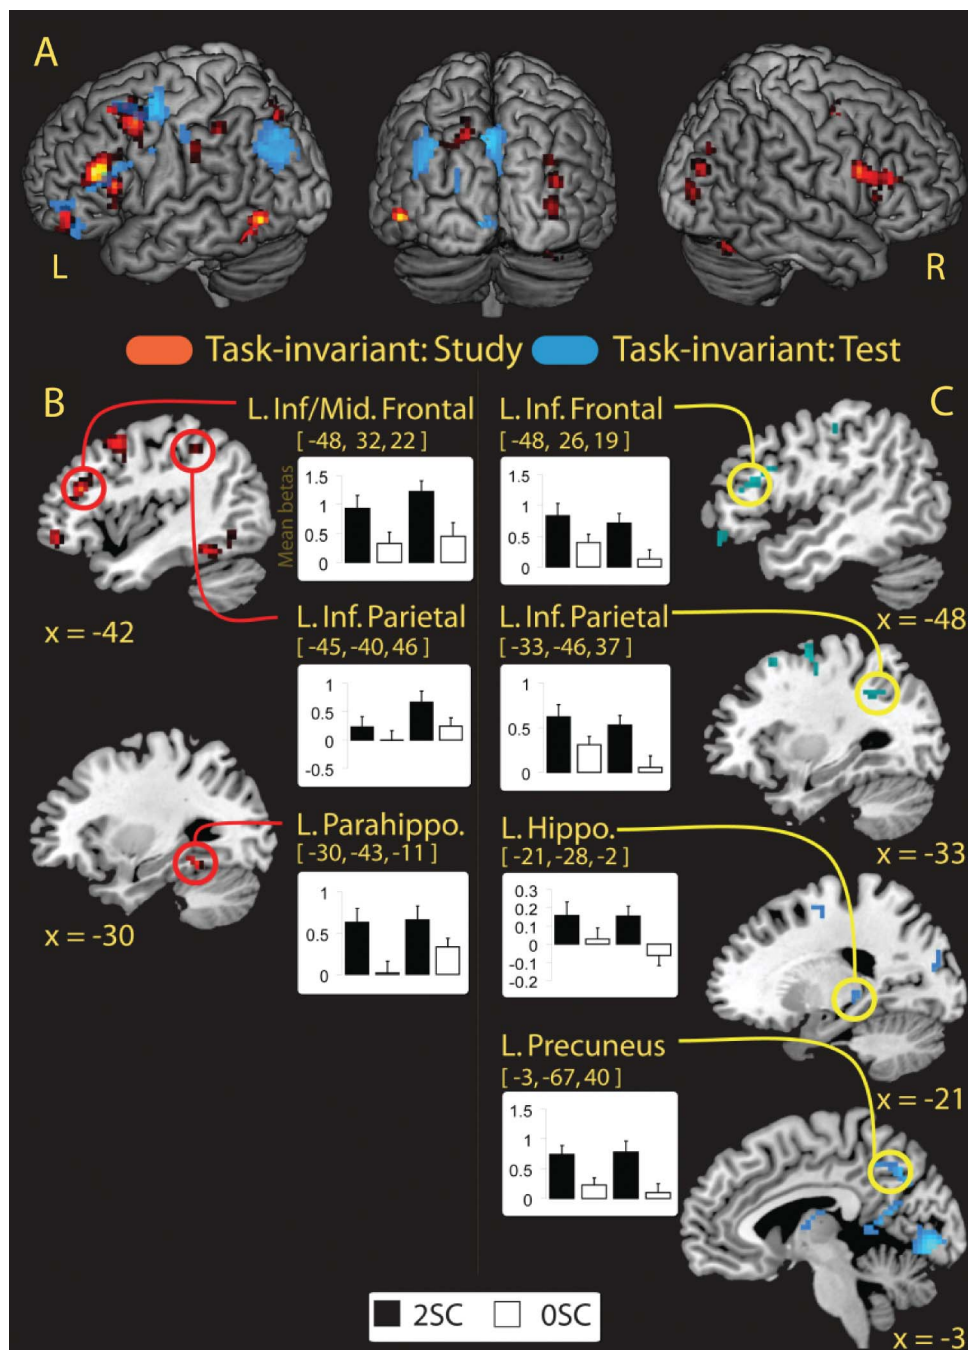 A
L
R
Task-invariant: Study
Task-invariant: Test
B
L. Inf/Mid. Frontal
[ -48, 32, 22 ]
Mean betas
1.5
1
0.5
0
x = -42
L. Inf. Parietal
[ -45, -40, 46 ]
1
0.5
0
-0.5
L. Parahippo.
[ -30, -43, -11 ]
1
0.5
0
x = -30
C
L. Inf. Frontal
[ -48, 26, 19 ]
1.5
1
0.5
0
x = -48
L. Inf. Parietal
[ -33, -46, 37 ]
1
0.5
0
x = -33
L. Hippo.
[ -21, -28, -2 ]
0.3
0.2
0.1
0
-0.1
-0.2
x = -21
L. Precuneus
[ -3, -67, 40 ]
1.5
1
0.5
0
x = -3
2SC 0SC